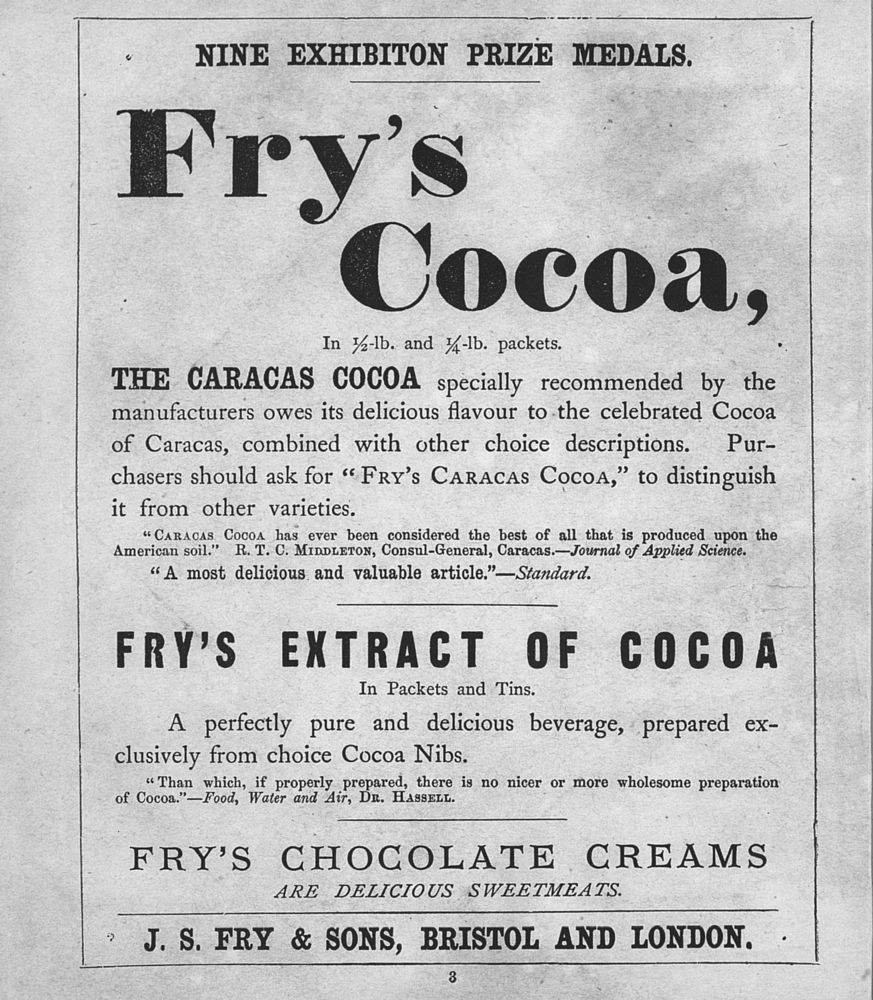 NINE EXHIBITON PRIZE MEDALS.
Fry's
Cocoa,
In ½-lb. and ¼-lb. packets.
THE CARACAS COCOA specially recommended by the
manufacturers owes its delicious flavour to the celebrated Cocoa
of Caracas, combined with other choice descriptions. Pur-
chasers should ask for “FRY'S CARACAS COCOA,” to distinguish
it from other varieties.
“CARACAS COCOA has ever been considered the best of all that is produced upon the
American soil.” R. T. C. MIDDLETON, Consul-General, Caracas.—Journal of Applied Science.
“A most delicious and valuable article.”—Standard.
FRY'S EXTRACT OF COCOA
In Packets and Tins.
A perfectly pure and delicious beverage, prepared ex-
clusively from choice Cocoa Nibs.
“Than which, if properly prepared, there is no nicer or more wholesome preparation
of Cocoa.”—Food, Water and Air, DR. HASSELL.
FRY'S CHOCOLATE CREAMS
ARE DELICIOUS SWEETMEATS.
J. S. FRY & SONS, BRISTOL AND LONDON.
3